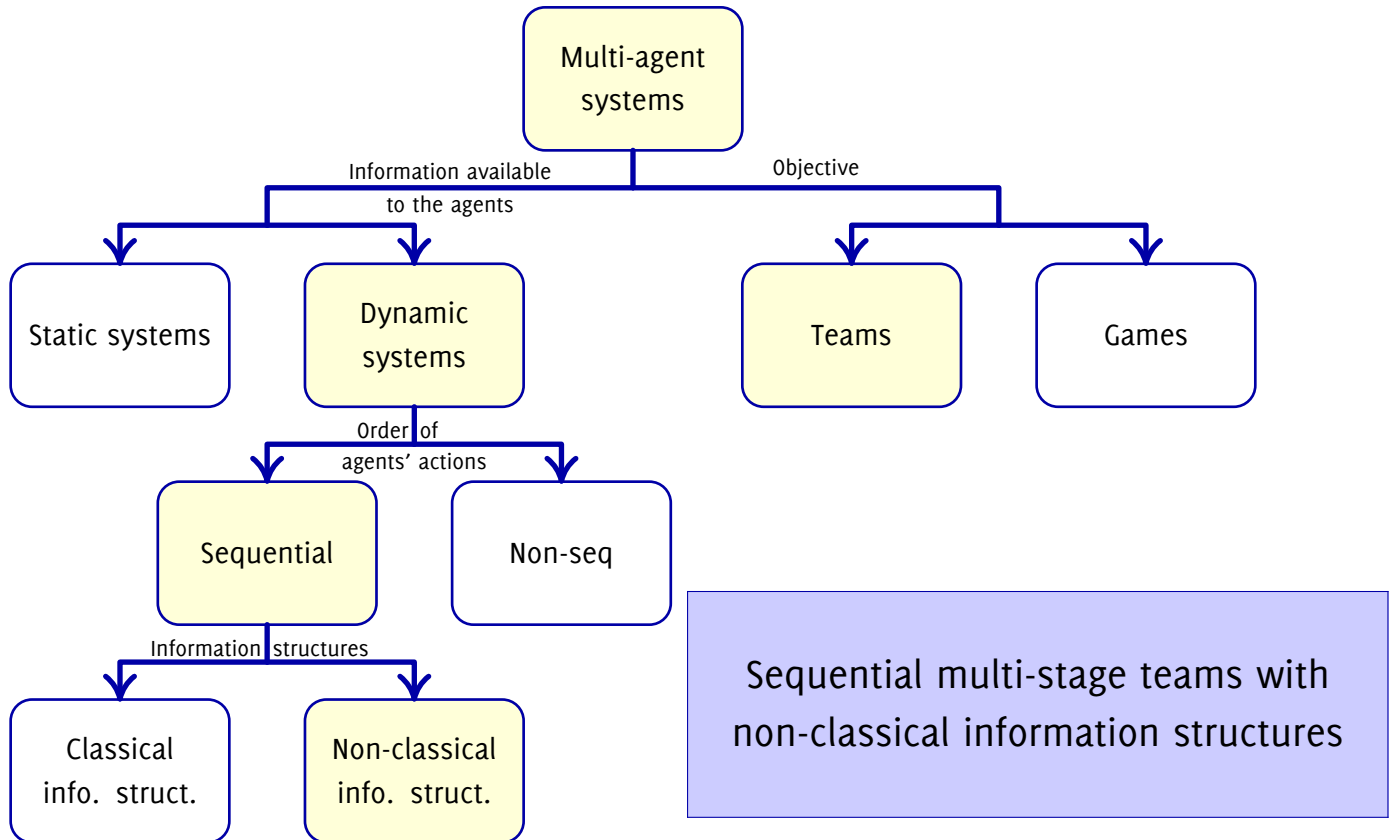 Multi-agent
systems
Information available
to the agents
Objective
Static systems
Dynamic
systems
Teams
Games
Order of
agents’ actions
Sequential
Non-seq
Information structures
Classical
info. struct.
Non-classical
info. struct.
Sequential multi-stage teams with
non-classical information structures